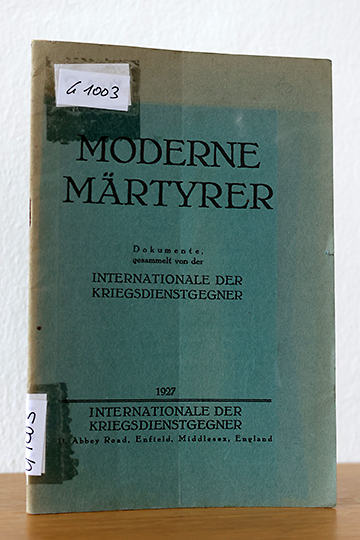 G 1003
MODERNE
MÄRTYRER
Dokumente,
gesammelt von der
INTERNATIONALE DER
KRIEGSDIENSTGEGNER
1927
INTERNATIONALE DER
KRIEGSDIENSTGEGNER
Abbey Road, Enfield, Middlesex, England
G 1003